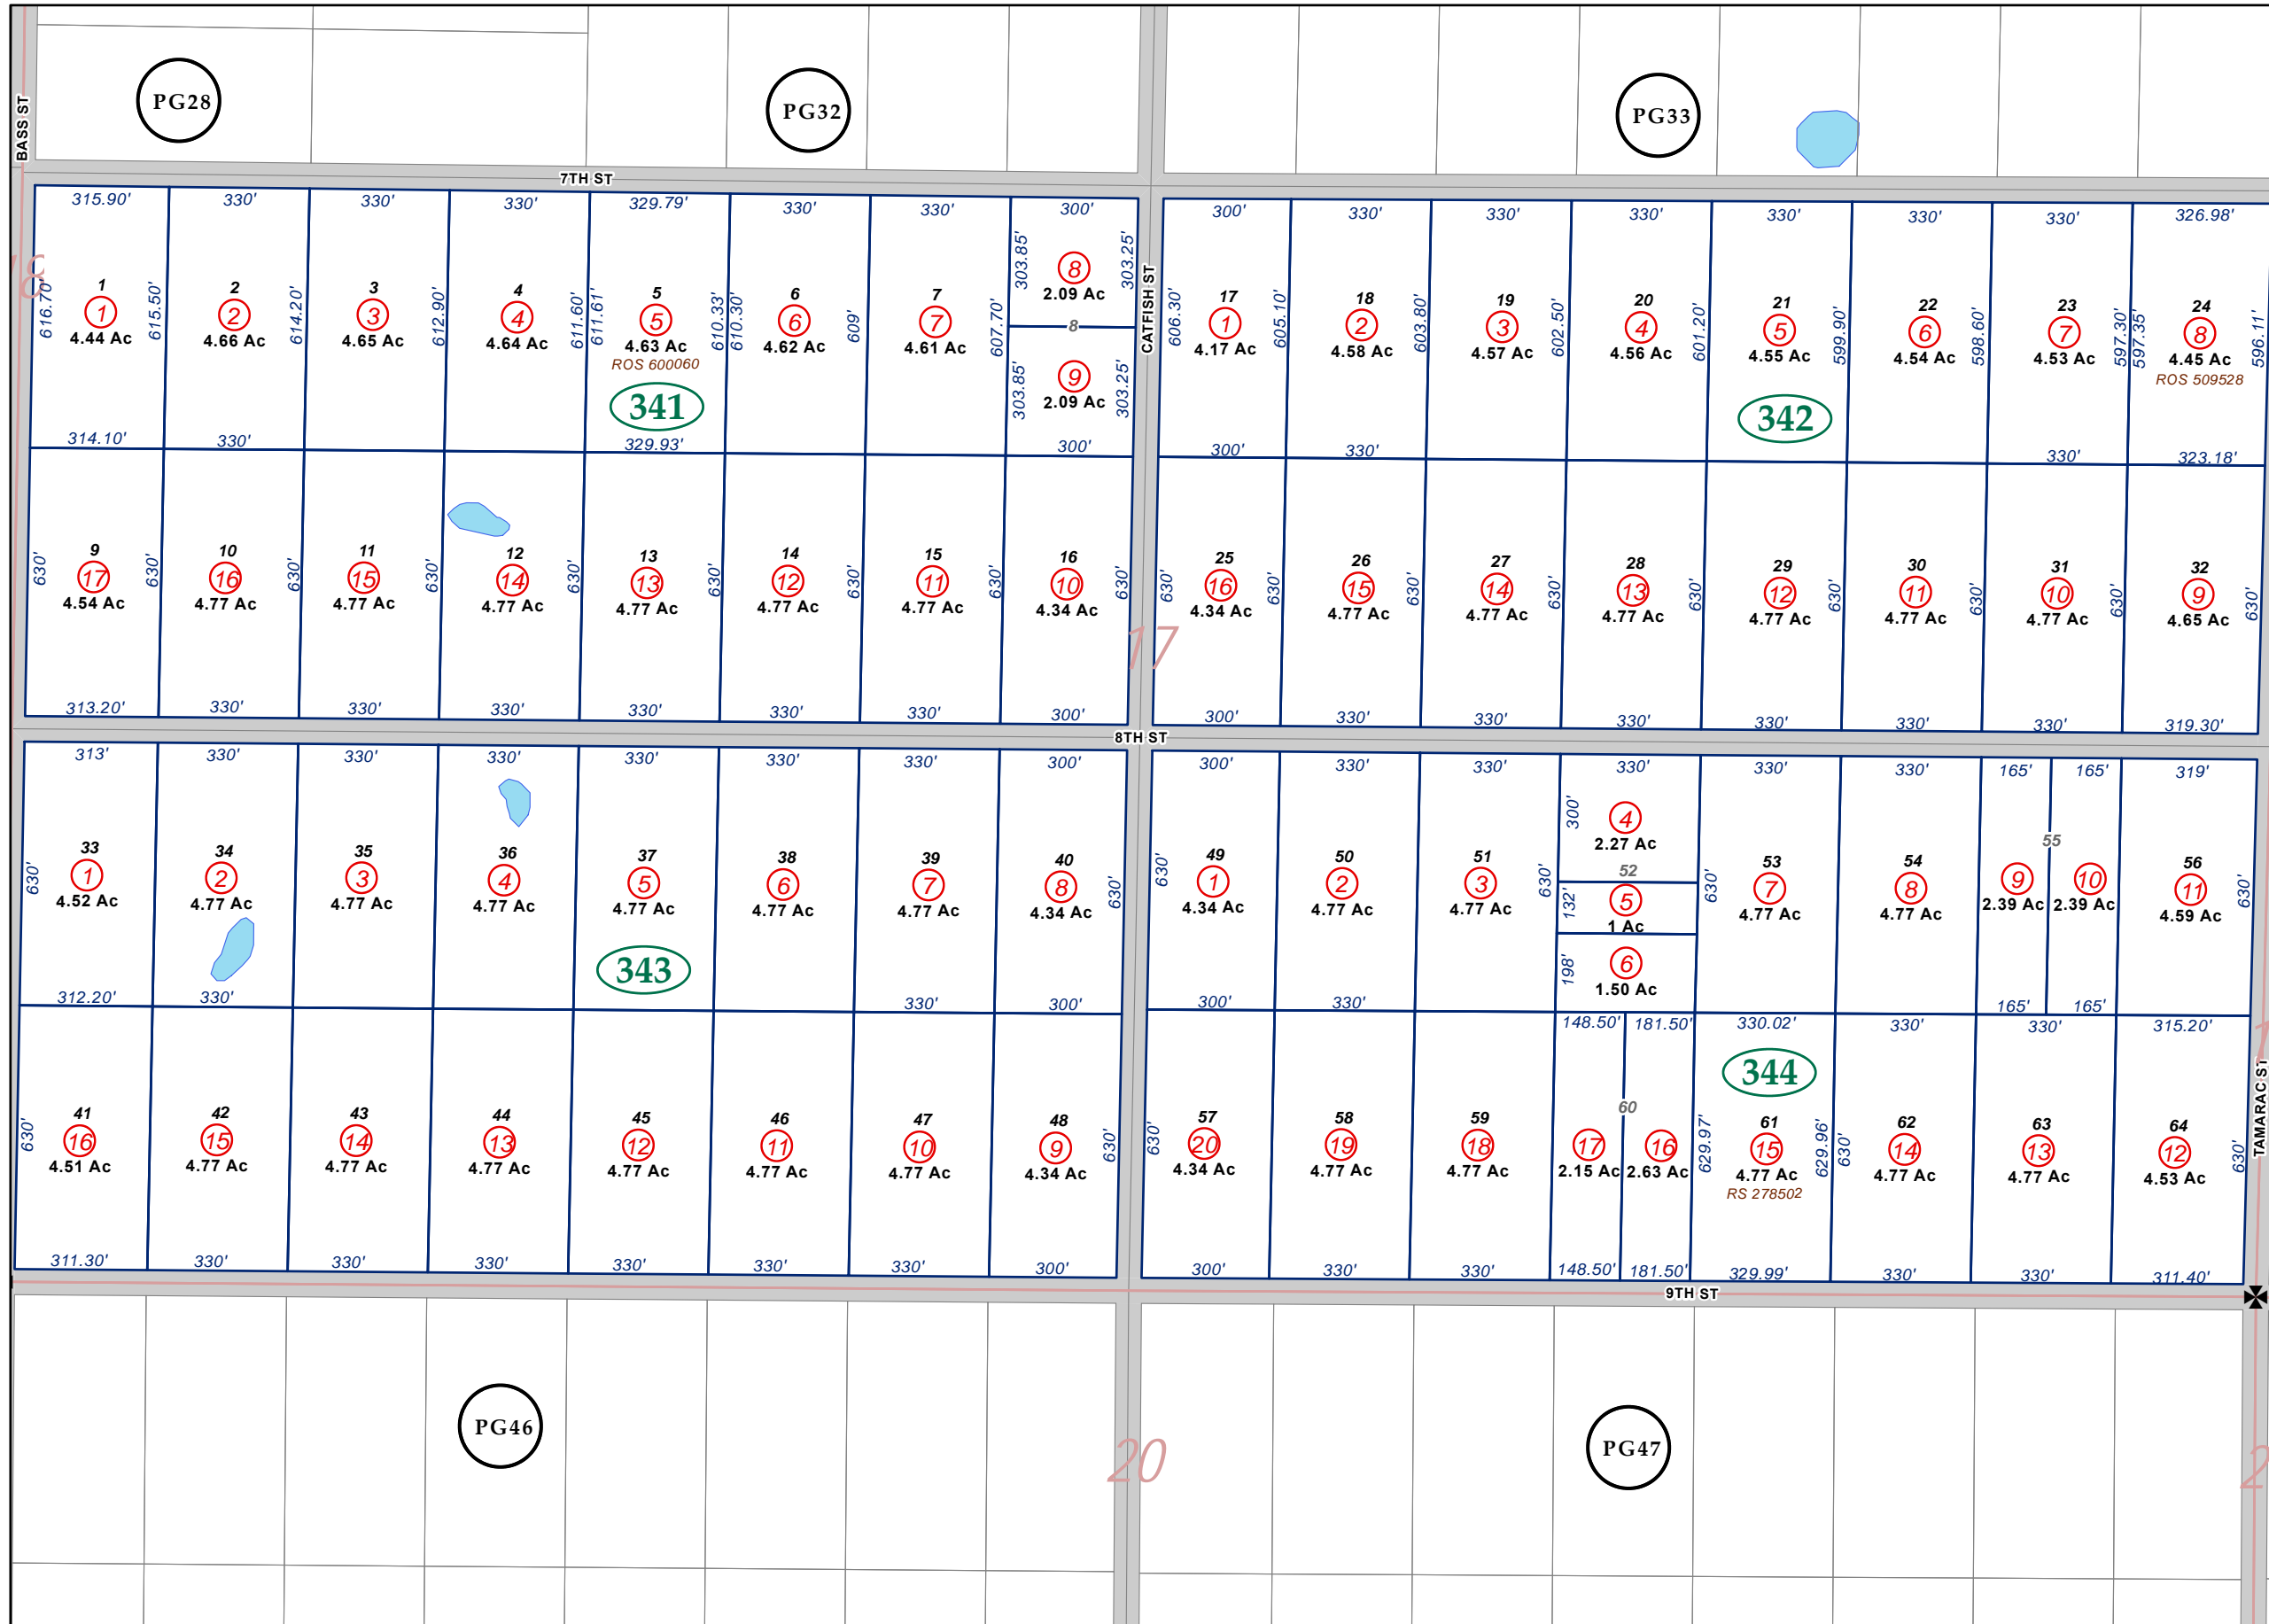 BASS ST
PG28
PG32
PG33
7TH ST
315.90' 330' 330' 330' 329.79' 330' 330' 300'
300' 330' 330' 330' 330' 330' 330' 326.98'
616.70' 615.50' 614.20' 612.90' 611.60' 611.61' 610.33' 610.30' 609' 607.70' 303.85' 303.25'
CATFISH ST
606.30' 605.10' 603.80' 602.50' 601.20' 599.90' 598.60' 597.30' 597.35' 596.11'
1
1
4.44 Ac
2
2
4.66 Ac
3
3
4.65 Ac
4
4
4.64 Ac
5
5
4.63 Ac
ROS 600060
6
6
4.62 Ac
7
7
4.61 Ac
8
2.09 Ac
8
303.85' 303.25'
9
2.09 Ac
17
1
4.17 Ac
18
2
4.58 Ac
19
3
4.57 Ac
20
4
4.56 Ac
21
5
4.55 Ac
22
6
4.54 Ac
23
7
4.53 Ac
24
8
4.45 Ac
ROS 509528
341
342
314.10' 330' 329.93' 300'
300' 330' 330' 323.18'
630' 630' 630' 630' 630' 630' 630' 630' 630'
630' 630' 630' 630' 630' 630' 630' 630' 630'
9
17
4.54 Ac
10
16
4.77 Ac
11
15
4.77 Ac
12
14
4.77 Ac
13
13
4.77 Ac
14
12
4.77 Ac
15
11
4.77 Ac
16
10
4.34 Ac
17
25
16
4.34 Ac
26
15
4.77 Ac
27
14
4.77 Ac
28
13
4.77 Ac
29
12
4.77 Ac
30
11
4.77 Ac
31
10
4.77 Ac
32
9
4.65 Ac
313.20' 330' 330' 330' 330' 330' 330' 300'
300' 330' 330' 330' 330' 330' 330' 319.30'
8TH ST
313' 330' 330' 330' 330' 330' 330' 300'
300' 330' 330' 330' 330' 330' 165' 165' 319'
630' 630' 630' 630' 300' 132' 198' 630' 630'
33
1
4.52 Ac
34
2
4.77 Ac
35
3
4.77 Ac
36
4
4.77 Ac
37
5
4.77 Ac
38
6
4.77 Ac
39
7
4.77 Ac
40
8
4.34 Ac
49
1
4.34 Ac
50
2
4.77 Ac
51
3
4.77 Ac
4
2.27 Ac
52
5
1 Ac
6
1.50 Ac
53
7
4.77 Ac
54
8
4.77 Ac
55
9
2.39 Ac
10
2.39 Ac
56
11
4.59 Ac
343
312.20' 330' 330' 300'
300' 330' 165' 165'
148.50' 181.50' 330.02' 330' 330' 315.20'
344
TAMARAC ST
630' 630' 630' 629.97' 629.96' 630' 630'
41
16
4.51 Ac
42
15
4.77 Ac
43
14
4.77 Ac
44
13
4.77 Ac
45
12
4.77 Ac
46
11
4.77 Ac
47
10
4.77 Ac
48
9
4.34 Ac
57
20
4.34 Ac
58
19
4.77 Ac
59
18
4.77 Ac
60
17
2.15 Ac
16
2.63 Ac
61
15
4.77 Ac
RS 278502
62
14
4.77 Ac
63
13
4.77 Ac
64
12
4.53 Ac
311.30' 330' 330' 330' 330' 330' 330' 300'
300' 330' 330' 148.50' 181.50' 329.99' 330' 330' 311.40'
9TH ST
PG46
20
PG47